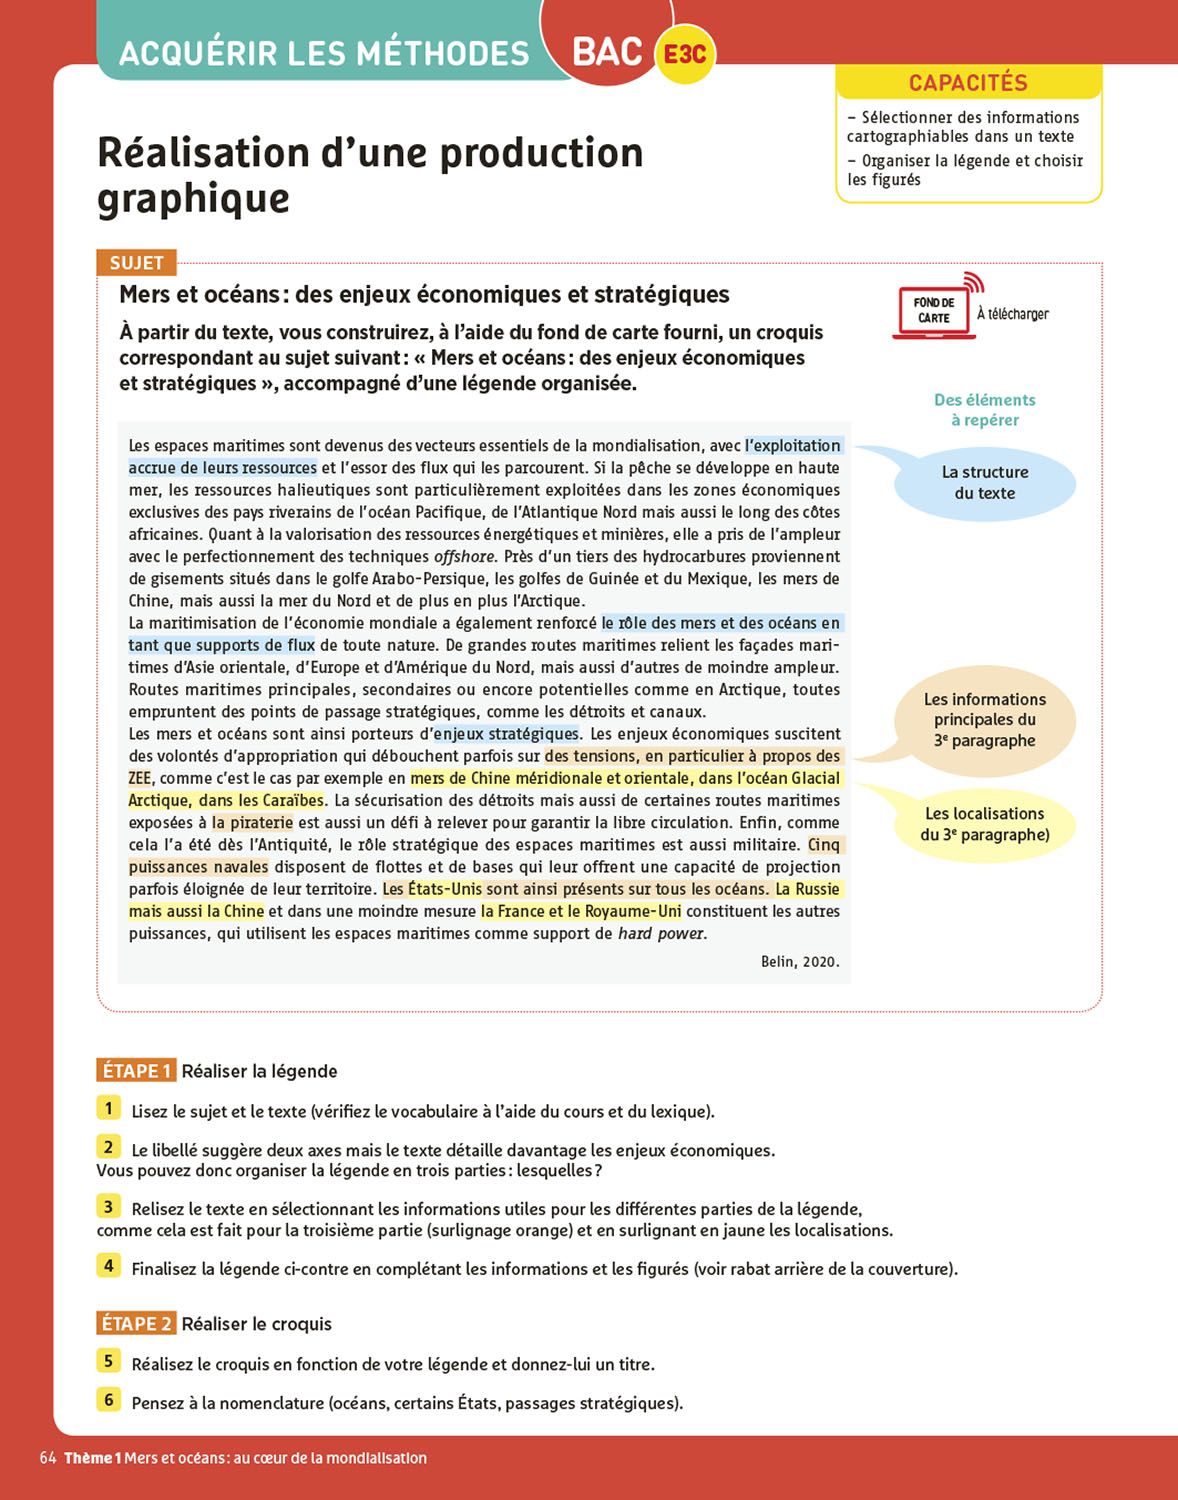 ACQUÉRIR LES MÉTHODES
BAC
E3C
CAPACITÉS
– Sélectionner des informations
cartographiables dans un texte
– Organiser la légende et choisir
les figurés
Réalisation d’une production
graphique
SUJET
Mers et océans : des enjeux économiques et stratégiques
À partir du texte, vous construirez, à l’aide du fond de carte fourni, un croquis
correspondant au sujet suivant : « Mers et océans : des enjeux économiques
et stratégiques », accompagné d’une légende organisée.
FOND DE
CARTE
À télécharger
Des éléments
à repérer
Les espaces maritimes sont devenus des vecteurs essentiels de la mondialisation, avec l’exploitation
accrue de leurs ressources et l’essor des flux qui les parcourent. Si la pêche se développe en haute
mer, les ressources halieutiques sont particulièrement exploitées dans les zones économiques
exclusives des pays riverains de l’océan Pacifique, de l’Atlantique Nord mais aussi le long des côtes
africaines. Quant à la valorisation des ressources énergétiques et minières, elle a pris de l’ampleur
avec le perfectionnement des techniques offshore. Près d’un tiers des hydrocarbures proviennent
de gisements situés dans le golfe Arabo-Persique, les golfes de Guinée et du Mexique, les mers de
Chine, mais aussi la mer du Nord et de plus en plus l’Arctique.
La maritimisation de l’économie mondiale a également renforcé le rôle des mers et des océans en
tant que supports de flux de toute nature. De grandes routes maritimes relient les façades mari-
times d’Asie orientale, d’Europe et d’Amérique du Nord, mais aussi d’autres de moindre ampleur.
Routes maritimes principales, secondaires ou encore potentielles comme en Arctique, toutes
empruntent des points de passage stratégiques, comme les détroits et canaux.
Les mers et océans sont ainsi porteurs d’enjeux stratégiques. Les enjeux économiques suscitent
des volontés d’appropriation qui débouchent parfois sur des tensions, en particulier à propos des
ZEE, comme c’est le cas par exemple en mers de Chine méridionale et orientale, dans l’océan Glacial
Arctique, dans les Caraïbes. La sécurisation des détroits mais aussi de certaines routes maritimes
exposées à la piraterie est aussi un défi à relever pour garantir la libre circulation. Enfin, comme
cela l’a été dès l’Antiquité, le rôle stratégique des espaces maritimes est aussi militaire. Cinq
puissances navales disposent de flottes et de bases qui leur offrent une capacité de projection
parfois éloignée de leur territoire. Les États-Unis sont ainsi présents sur tous les océans. La Russie
mais aussi la Chine et dans une moindre mesure la France et le Royaume-Uni constituent les autres
puissances, qui utilisent les espaces maritimes comme support de hard power.
Belin, 2020.
La structure
du texte
Les informations
principales du
3e paragraphe
Les localisations
du 3e paragraphe)
ÉTAPE 1 Réaliser la légende
1 Lisez le sujet et le texte (vérifiez le vocabulaire à l’aide du cours et du lexique).
2 Le libellé suggère deux axes mais le texte détaille davantage les enjeux économiques.
Vous pouvez donc organiser la légende en trois parties : lesquelles ?
3 Relisez le texte en sélectionnant les informations utiles pour les différentes parties de la légende,
comme cela est fait pour la troisième partie (surlignage orange) et en surlignant en jaune les localisations.
4 Finalisez la légende ci-contre en complétant les informations et les figurés (voir rabat arrière de la couverture).
ÉTAPE 2 Réaliser le croquis
5 Réalisez le croquis en fonction de votre légende et donnez-lui un titre.
6 Pensez à la nomenclature (océans, certains États, passages stratégiques).
64 Thème 1 Mers et océans : au cœur de la mondialisation